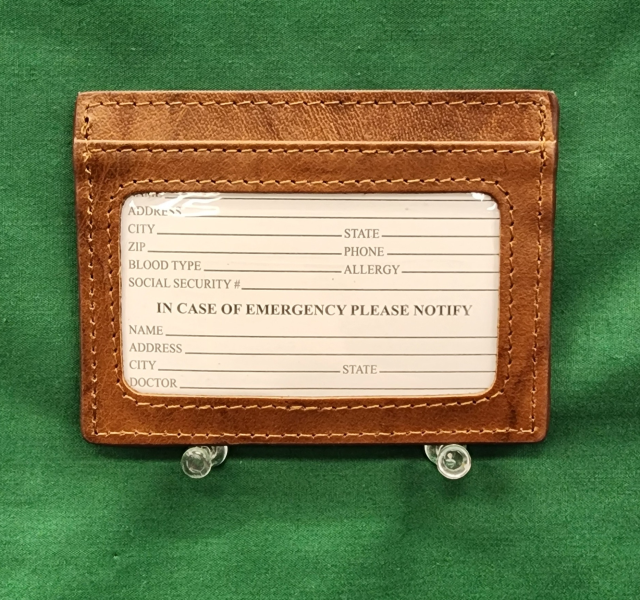 ADDRESS
CITY STATE
ZIP PHONE
BLOOD TYPE ALLERGY
SOCIAL SECURITY #
IN CASE OF EMERGENCY PLEASE NOTIFY
NAME
ADDRESS
CITY STATE
DOCTOR